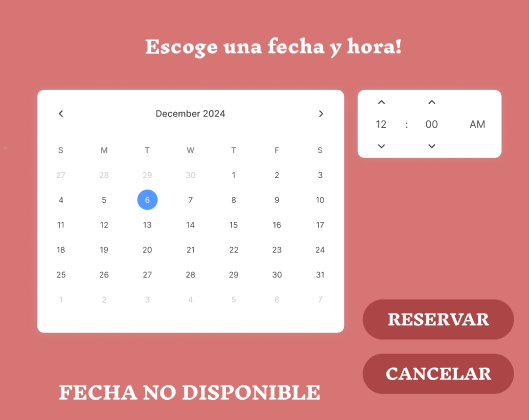 Escoge una fecha y hora!
December 2024
S M T W T F S
27 28 29 30 1 2 3
4 5 6 7 8 9 10
11 12 13 14 15 16 17
18 19 20 21 22 23 24
25 26 27 28 29 30 31
1 2 3 4 5 6 7
12 : 00 AM
RESERVAR
CANCELAR
FECHA NO DISPONIBLE